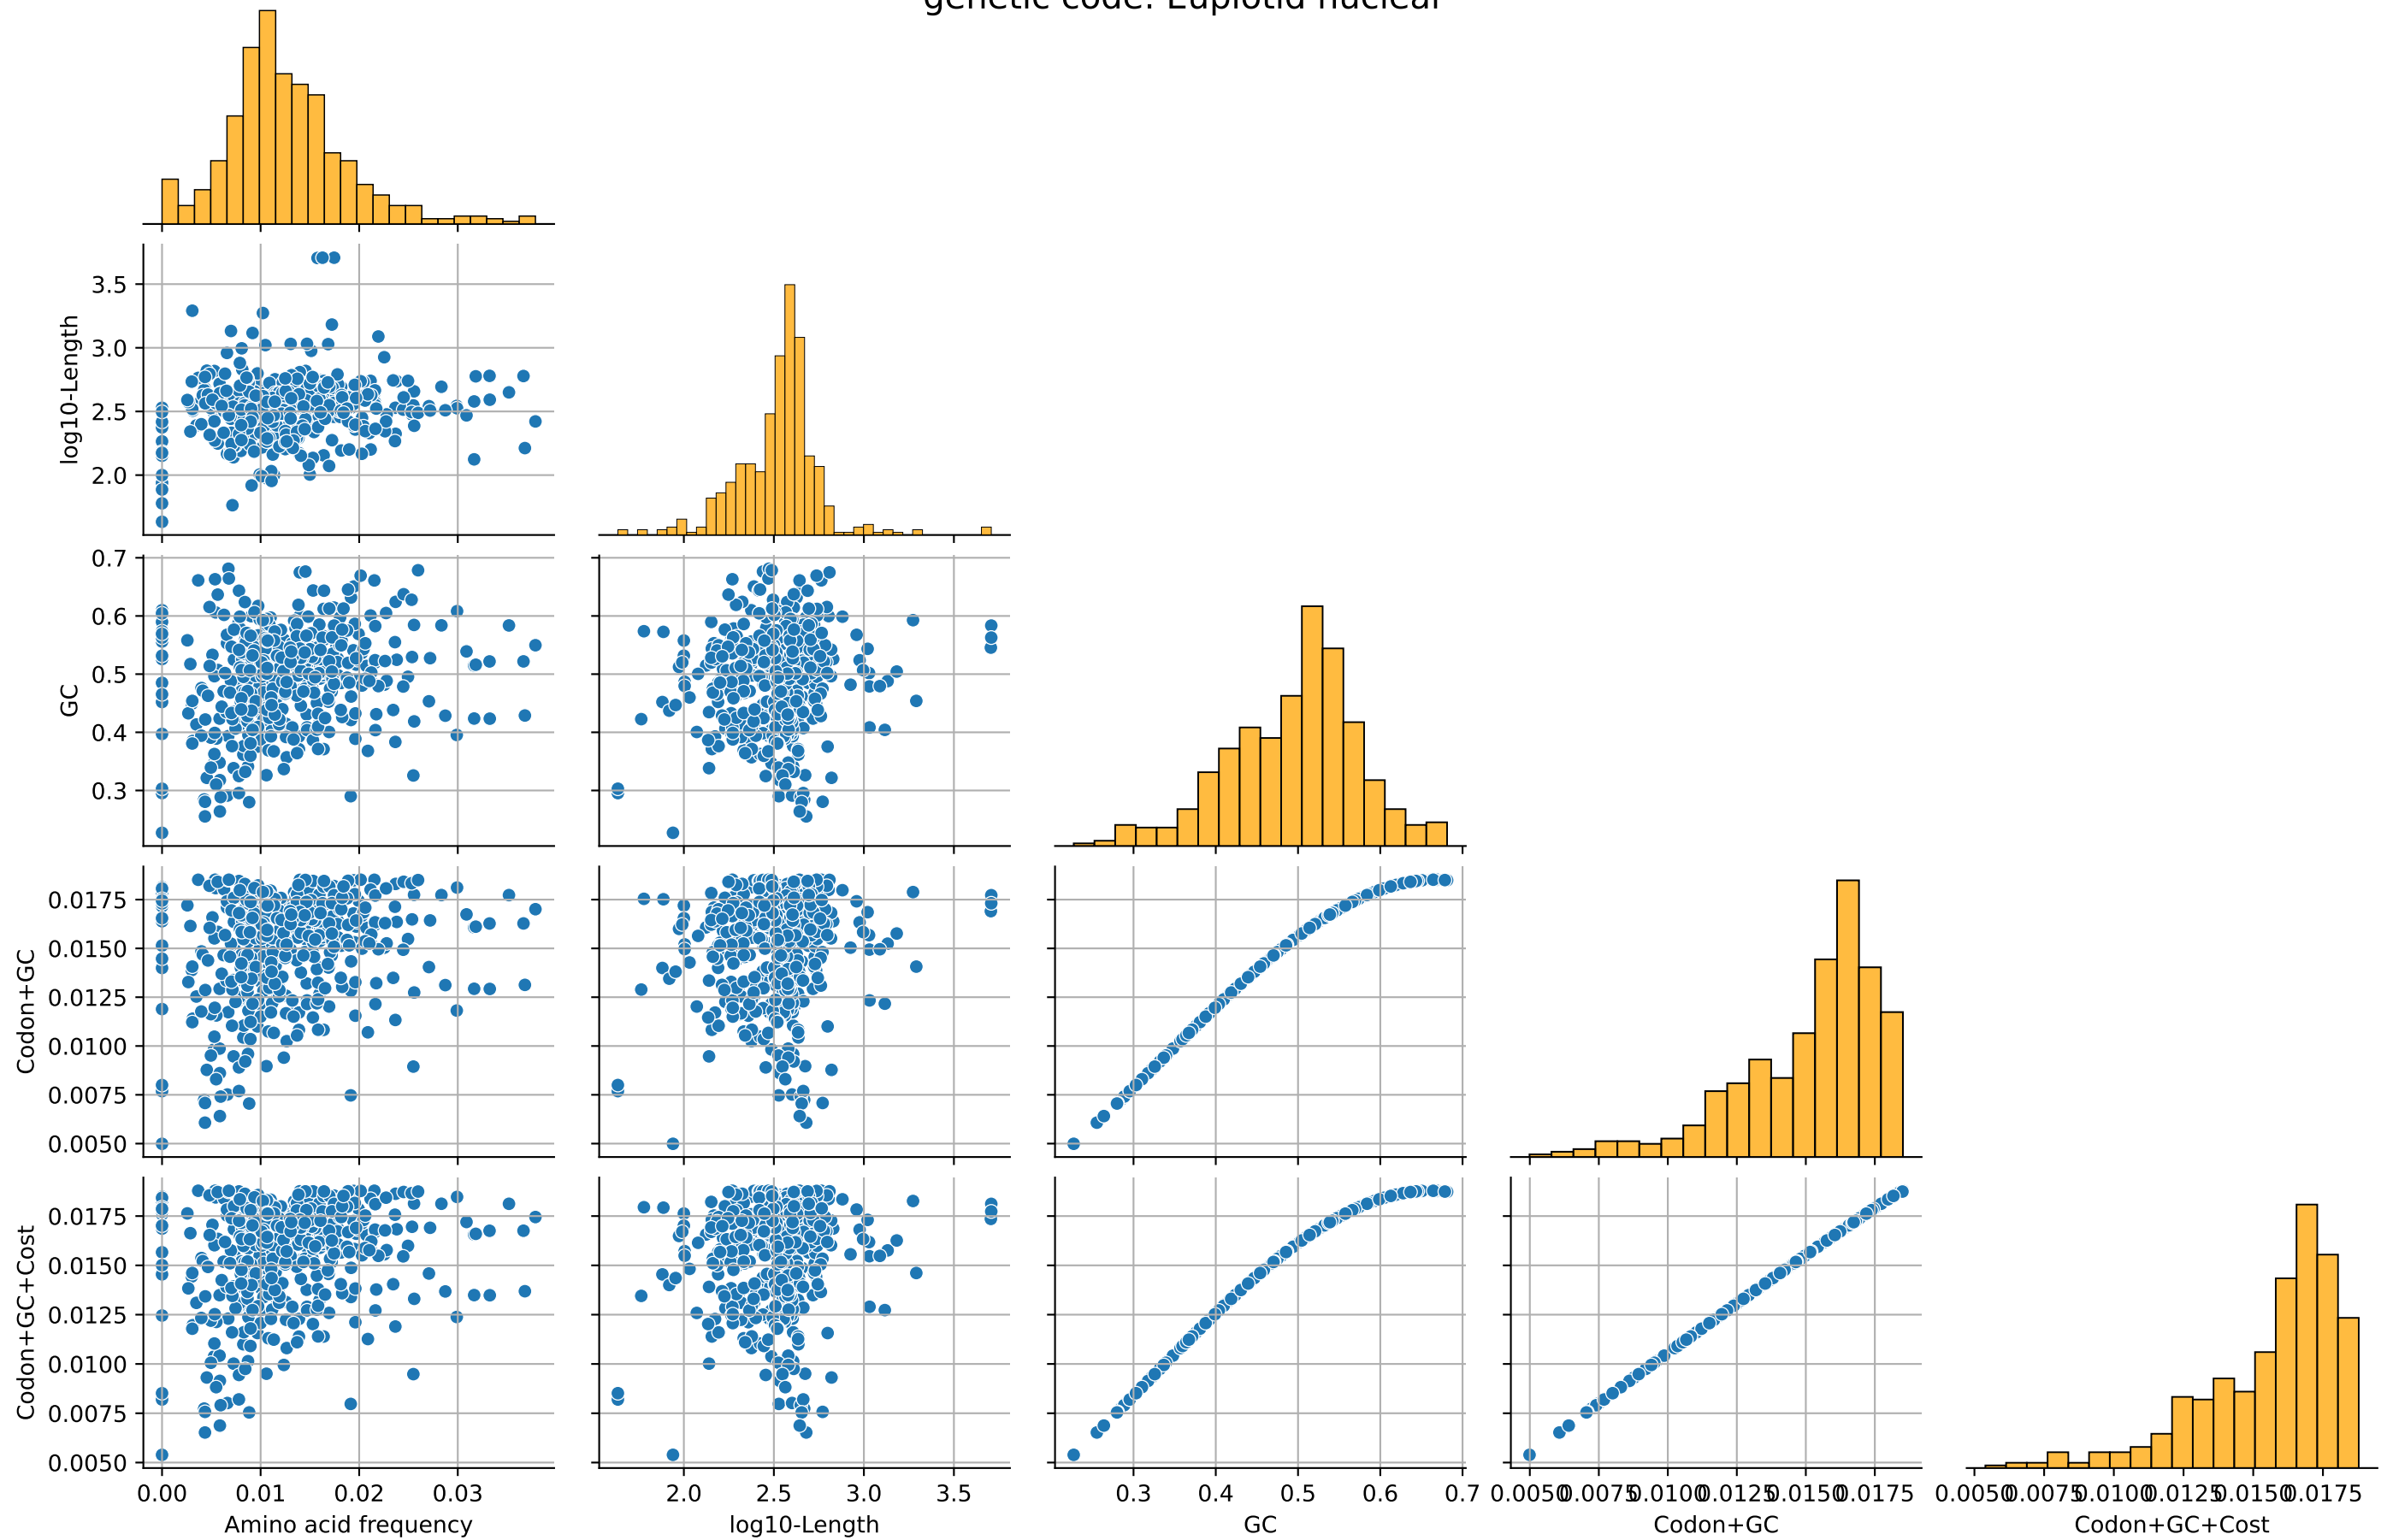 genetic code: Euplotid nuclear
3.5
3.0
2.5
2.0
log10-Length
0.7
0.6
0.5
0.4
0.3
GC
0.0175
0.0150
0.0125
0.0100
0.0075
0.0050
Codon+GC
0.0175
0.0150
0.0125
0.0100
0.0075
0.0050
Codon+GC+Cost
0.00 0.01 0.02 0.03
2.0 2.5 3.0 3.5
0.3 0.4 0.5 0.6 0.7
0.0050 0.0075 0.0100 0.0125 0.0150 0.0175
0.0050 0.0075 0.0100 0.0125 0.0150 0.0175
Amino acid frequency
log10-Length
GC
Codon+GC
Codon+GC+Cost